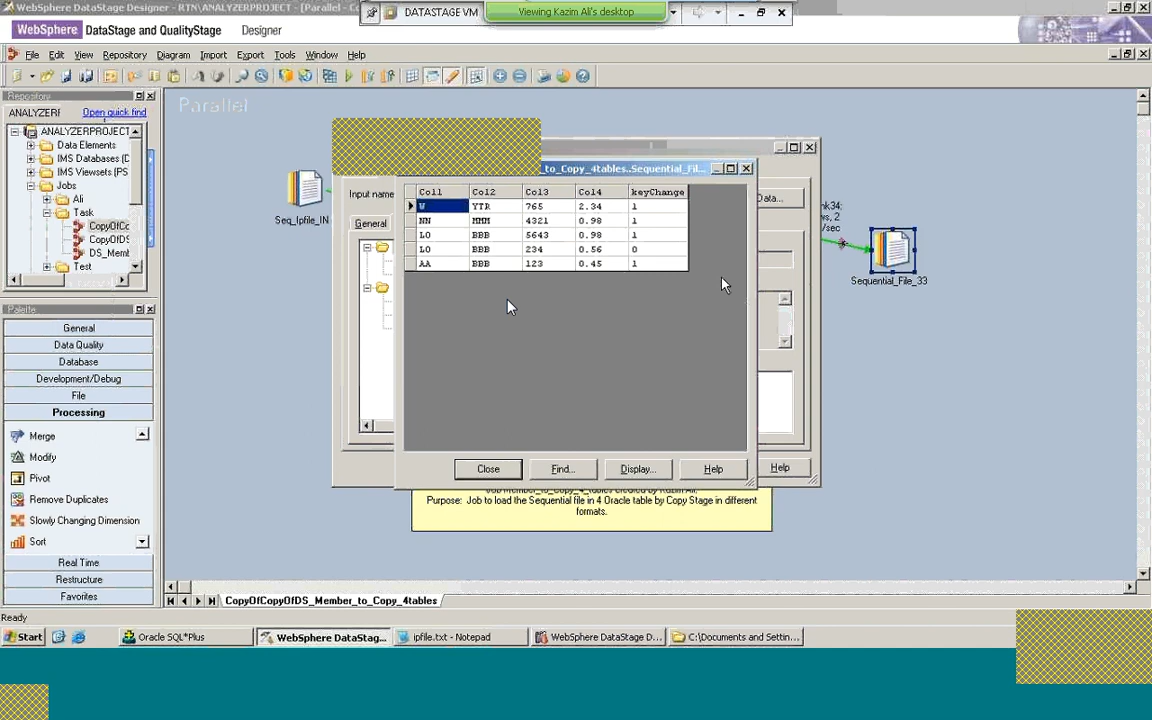 WebSphere DataStage Designer - RTN\ANALYZERPROJECT - [Parallel - C
DATASTAGE VM
Viewing Kazim Ali's desktop
WebSphere DataStage and QualityStage Designer
File Edit View Repository Diagram Import Export Tools Window Help
Repository
ANALYZERF Open quick find
ANALYZERPROJECT
Data Elements
IMS Databases (D
IMS Viewsets (PS
Jobs
Ali
Task
CopyOfCo
CopyOfDS
DS_Memb
Test
Palette
General
Data Quality
Database
Development/Debug
File
Processing
Merge
Modify
Pivot
Remove Duplicates
Slowly Changing Dimension
Sort
Real Time
Restructure
Favorites
Parallel
Seq_Ipfile_IN
Input name
General
_to_Copy_4tables..Sequential_Fil...
Col1 Col2 Col3 Col4 keyChange
W YTR 765 2.34 1
NN MMM 4321 0.98 1
LO BBB 5643 0.98 1
LO BBB 234 0.56 0
AA BBB 123 0.45 1
Close Find... Display... Help
Data...
Help
nk34:
vs, 2
/sec
Sequential_File_33
Purpose: Job to load the Sequential file in 4 Oracle table by Copy Stage in different
formats.
CopyOfCopyOfDS_Member_to_Copy_4tables
Ready
Start Oracle SQL*Plus WebSphere DataStag... ipfile.txt - Notepad WebSphere DataStage D... C:\Documents and Settin...